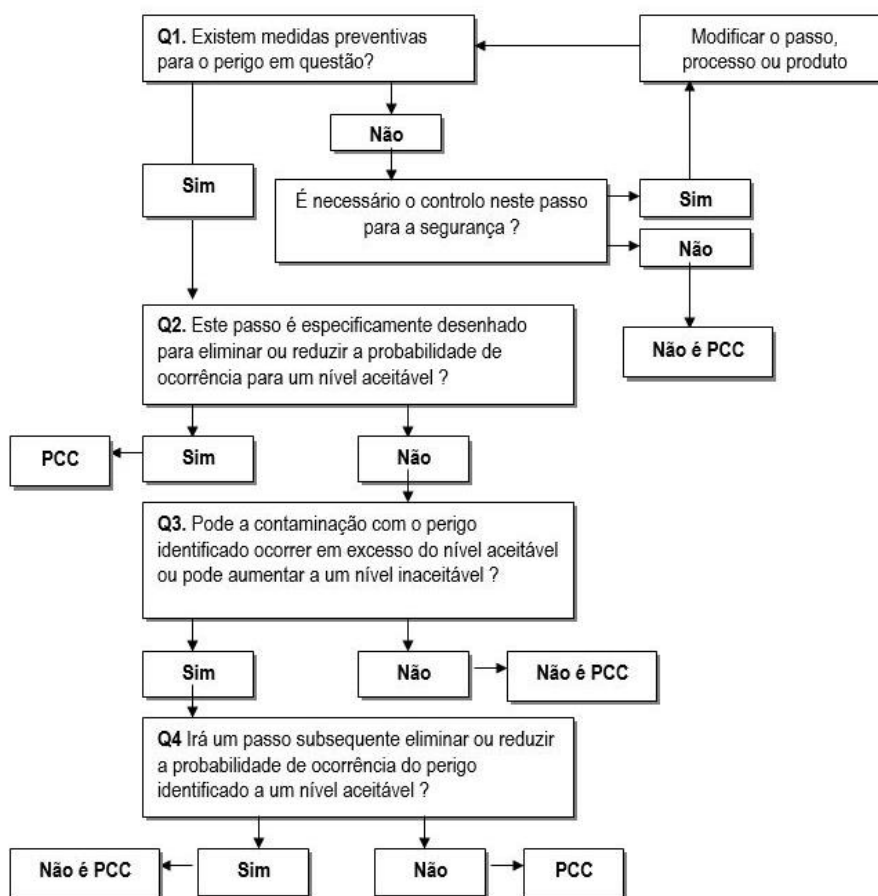 Q1. Existem medidas preventivas
para o perigo em questão?
Modificar o passo,
processo ou produto
Não
Sim
É necessário o controlo neste passo
para a segurança ?
Sim
Não
Não é PCC
Q2. Este passo é especificamente desenhado
para eliminar ou reduzir a probabilidade de
ocorrência para um nível aceitável ?
PCC
Sim
Não
Q3. Pode a contaminação com o perigo
identificado ocorrer em excesso do nível aceitável
ou pode aumentar a um nível inaceitável ?
Sim
Não
Não é PCC
Q4 Irá um passo subsequente eliminar ou reduzir
a probabilidade de ocorrência do perigo
identificado a um nível aceitável ?
Não é PCC
Sim
Não
PCC